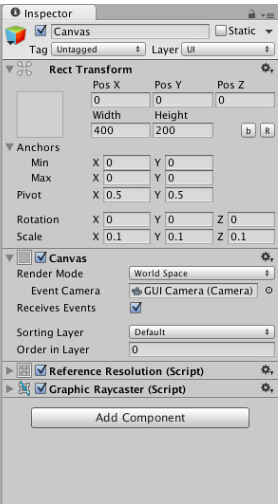 Inspector
Canvas Static
Tag Untagged Layer UI
Rect Transform
Pos X Pos Y Pos Z
0 0 0
Width Height
400 200 b R
Anchors
Min X 0 Y 0
Max X 0 Y 0
Pivot X 0.5 Y 0.5
Rotation X 0 Y 0 Z 0
Scale X 0.1 Y 0.1 Z 0.1
Canvas
Render Mode World Space
Event Camera GUI Camera (Camera)
Receives Events
Sorting Layer Default
Order in Layer 0
Reference Resolution (Script)
Graphic Raycaster (Script)
Add Component